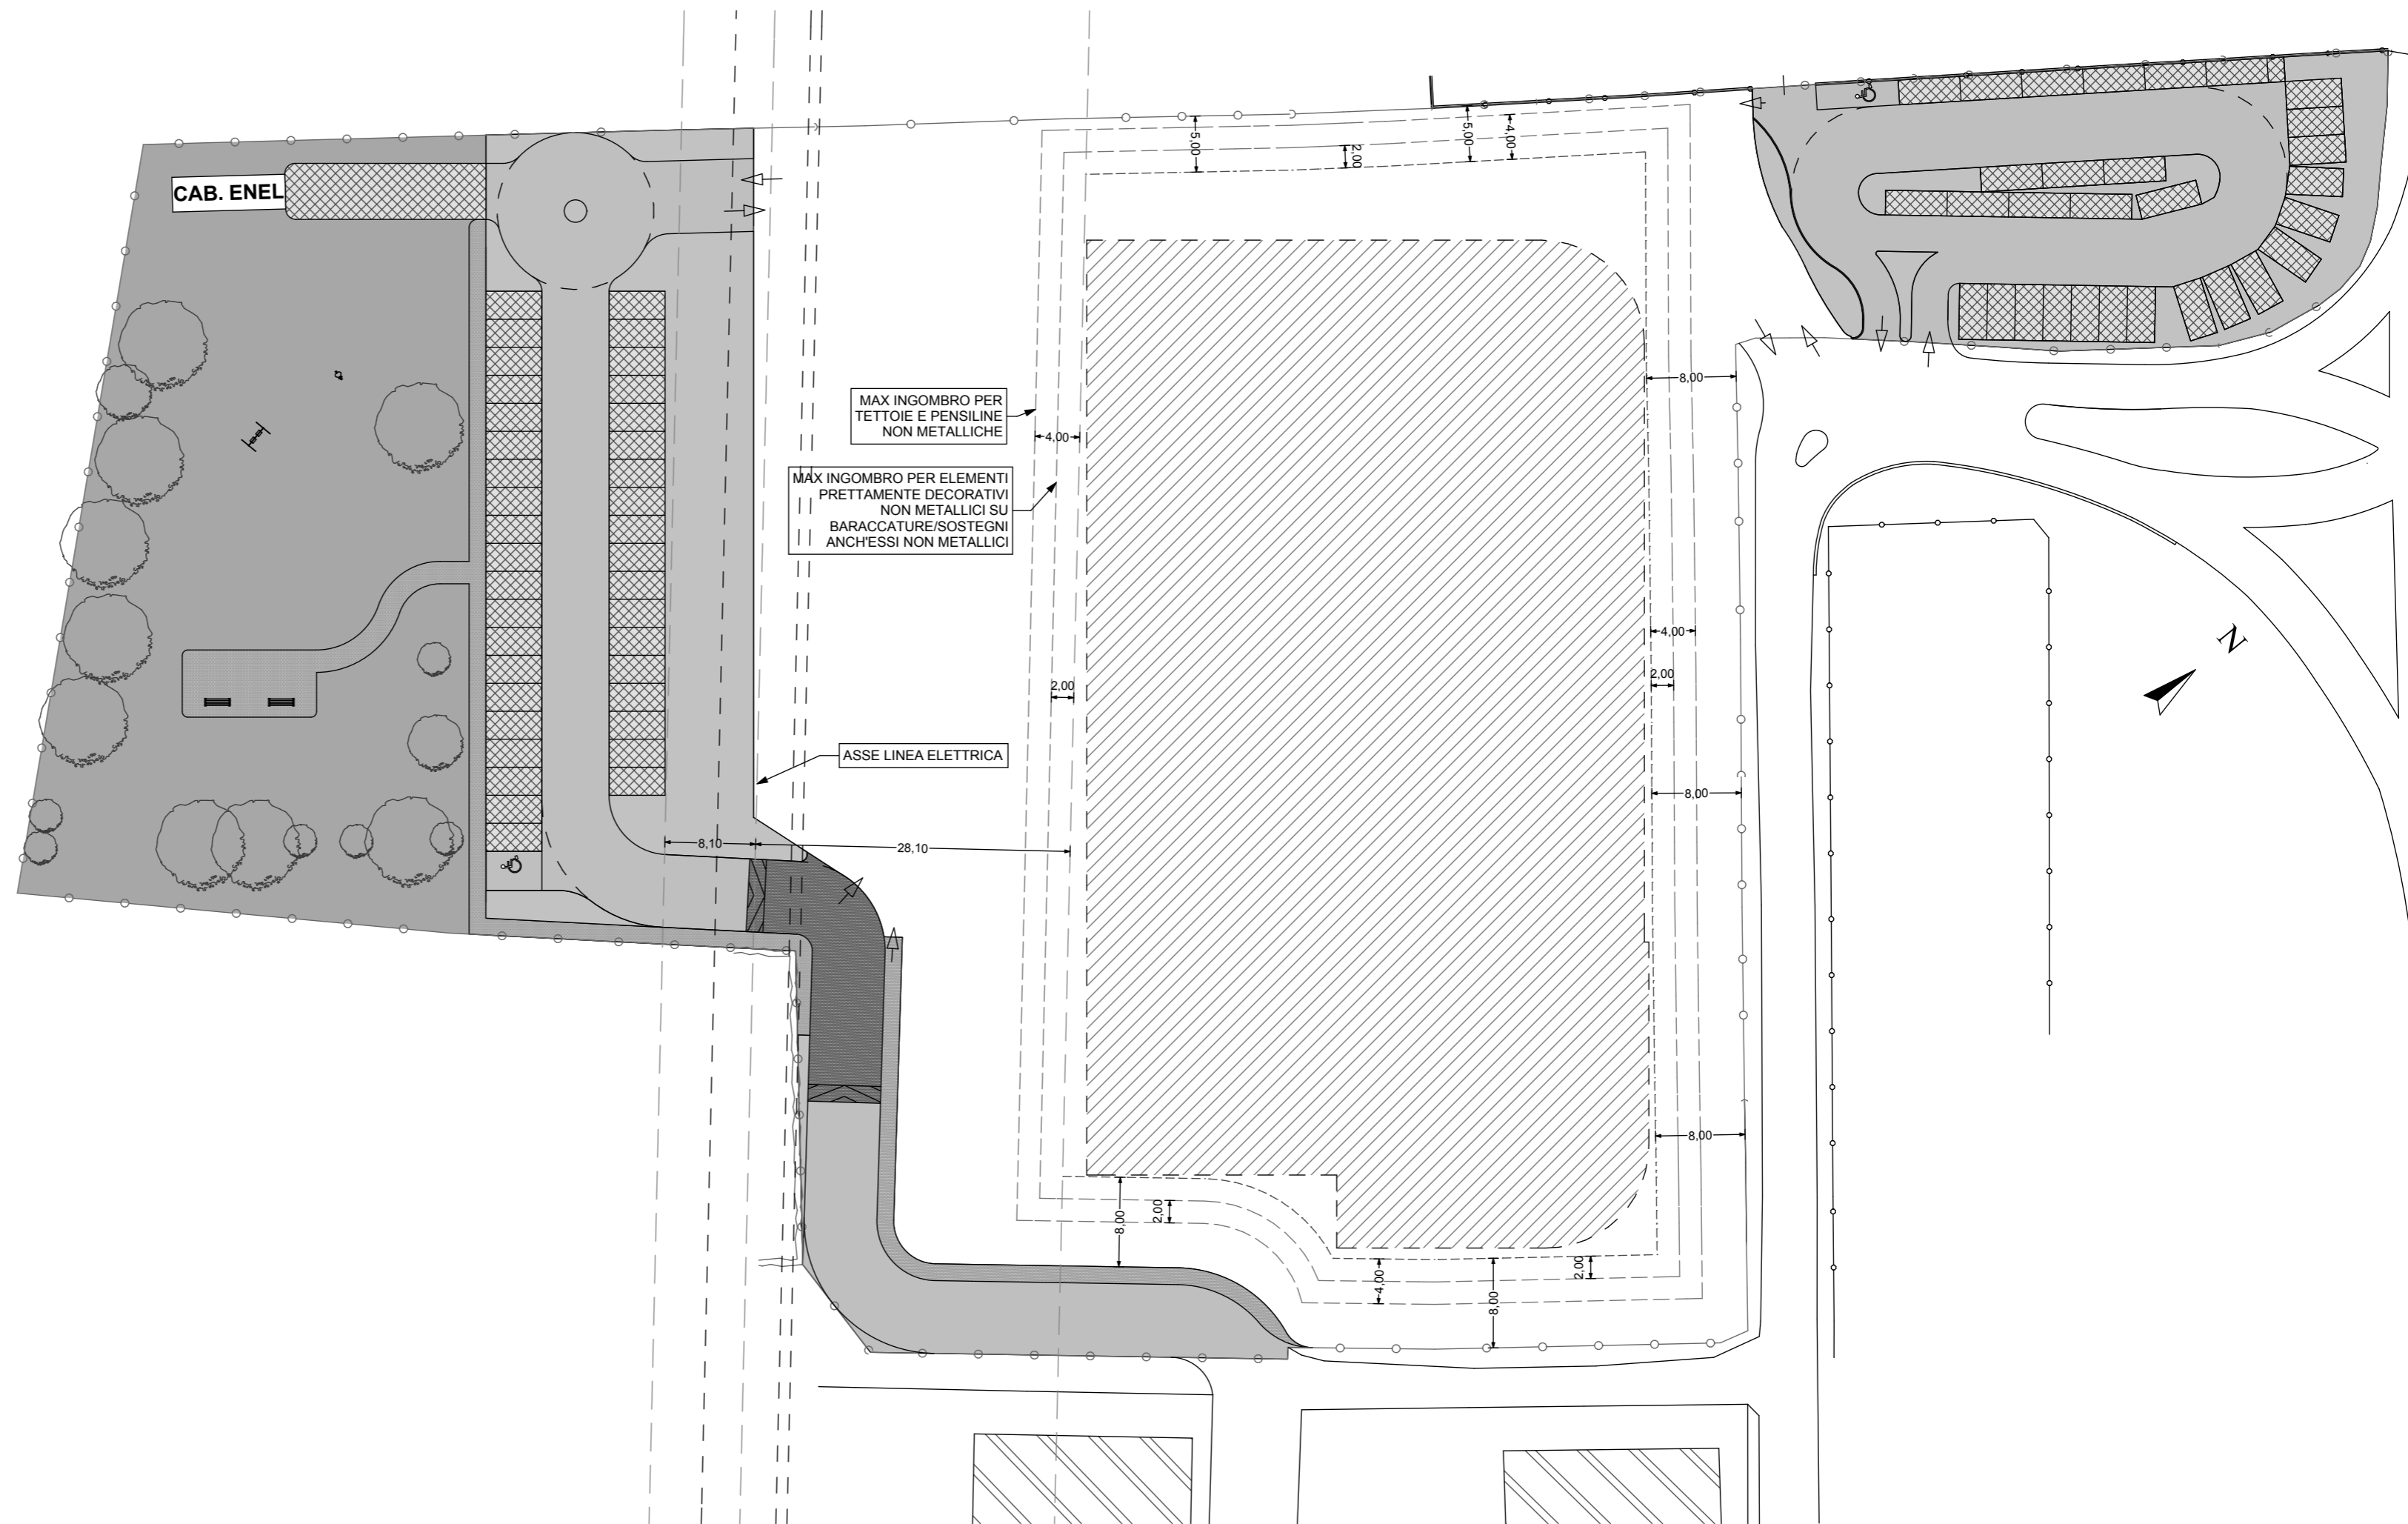 CAB. ENEL
5,00
2,00
5,00
4,00
MAX INGOMBRO PER
TETTOIE E PENSILINE
NON METALLICHE
4,00
8,00
MAX INGOMBRO PER ELEMENTI
PRETTAMENTE DECORATIVI
NON METALLICI SU
BARACCATURE/SOSTEGNI
ANCH'ESSI NON METALLICI
4,00
N
2,00
2,00
ASSE LINEA ELETTRICA
8,00
8,10
28,10
8,00
8,00
2,00
4,00
8,00
2,00